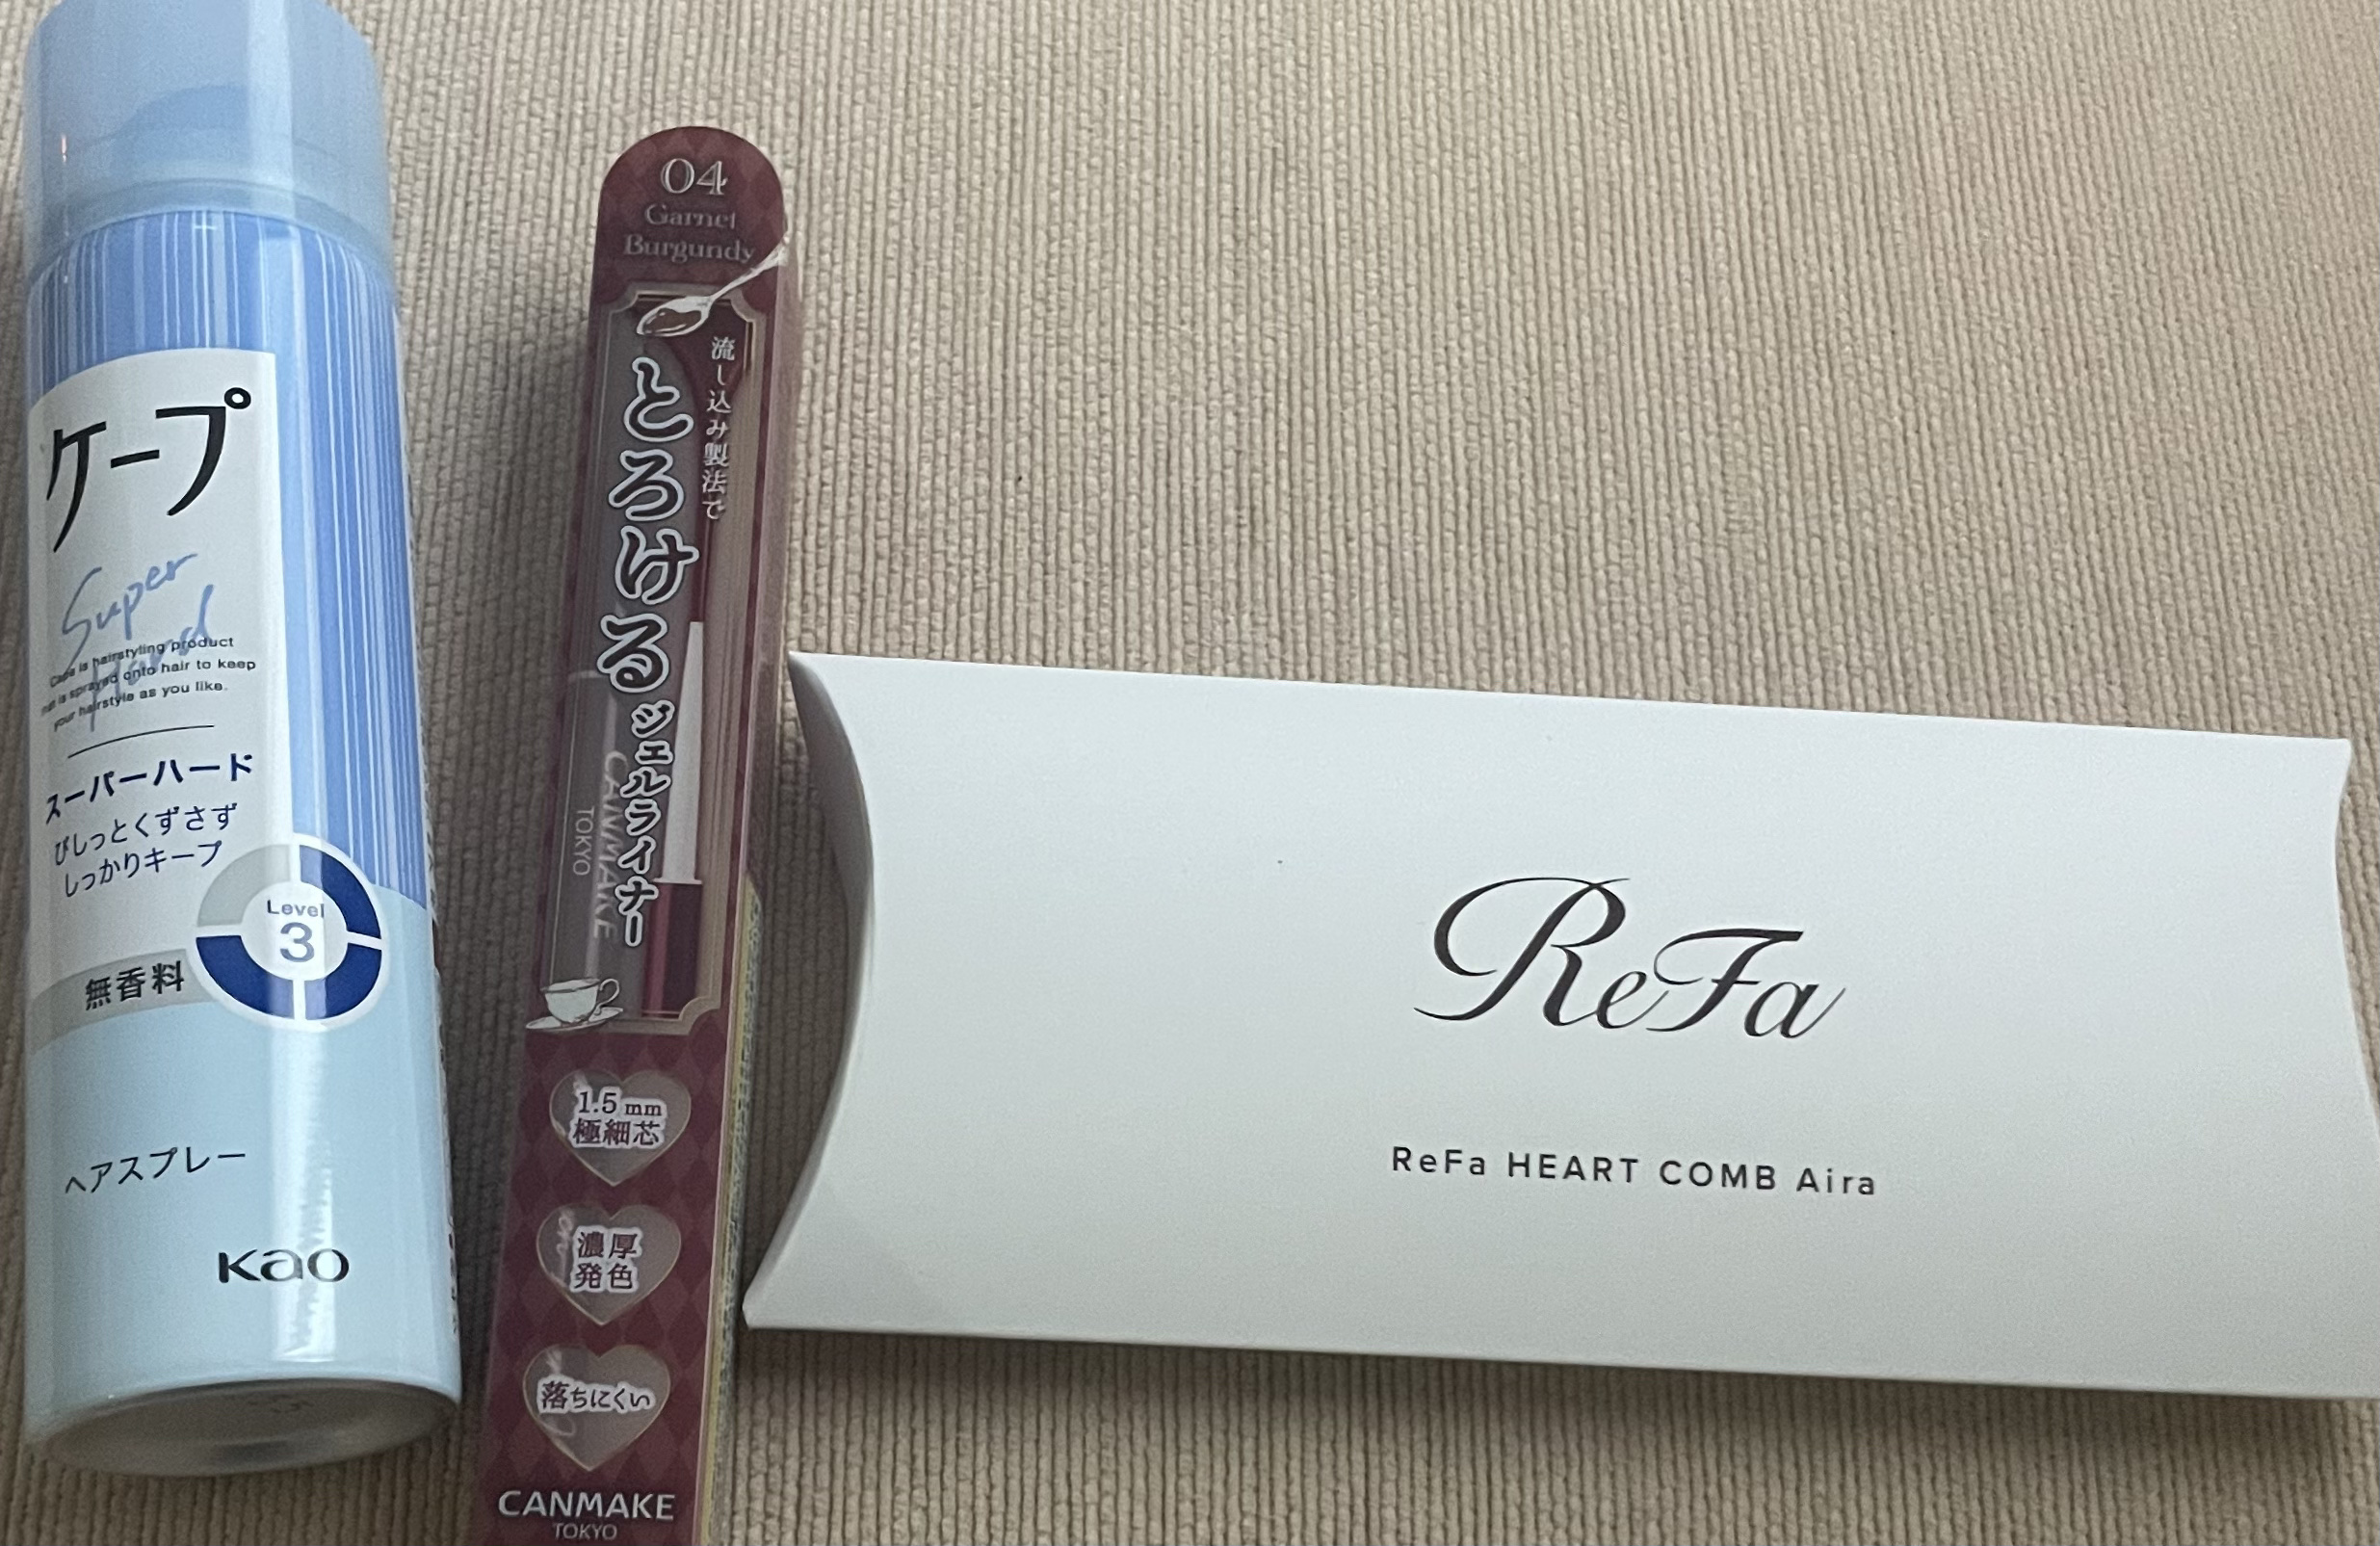 ケープ
Super
Hard
Cape is hairstyling product
that is sprayed onto hair to keep
your hairstyle as you like.
スーパーハード
びしっとくずさず
しっかりキープ
Level
3
無香料
ヘアスプレー
Kao
04
Garnet
Burgundy
流し込み製法で
とろけるジェルライナー
CANMAKE
TOKYO
1.5mm
極細芯
濃厚
発色
落ちにくい
CANMAKE
TOKYO
ReFa
ReFa HEART COMB Aira